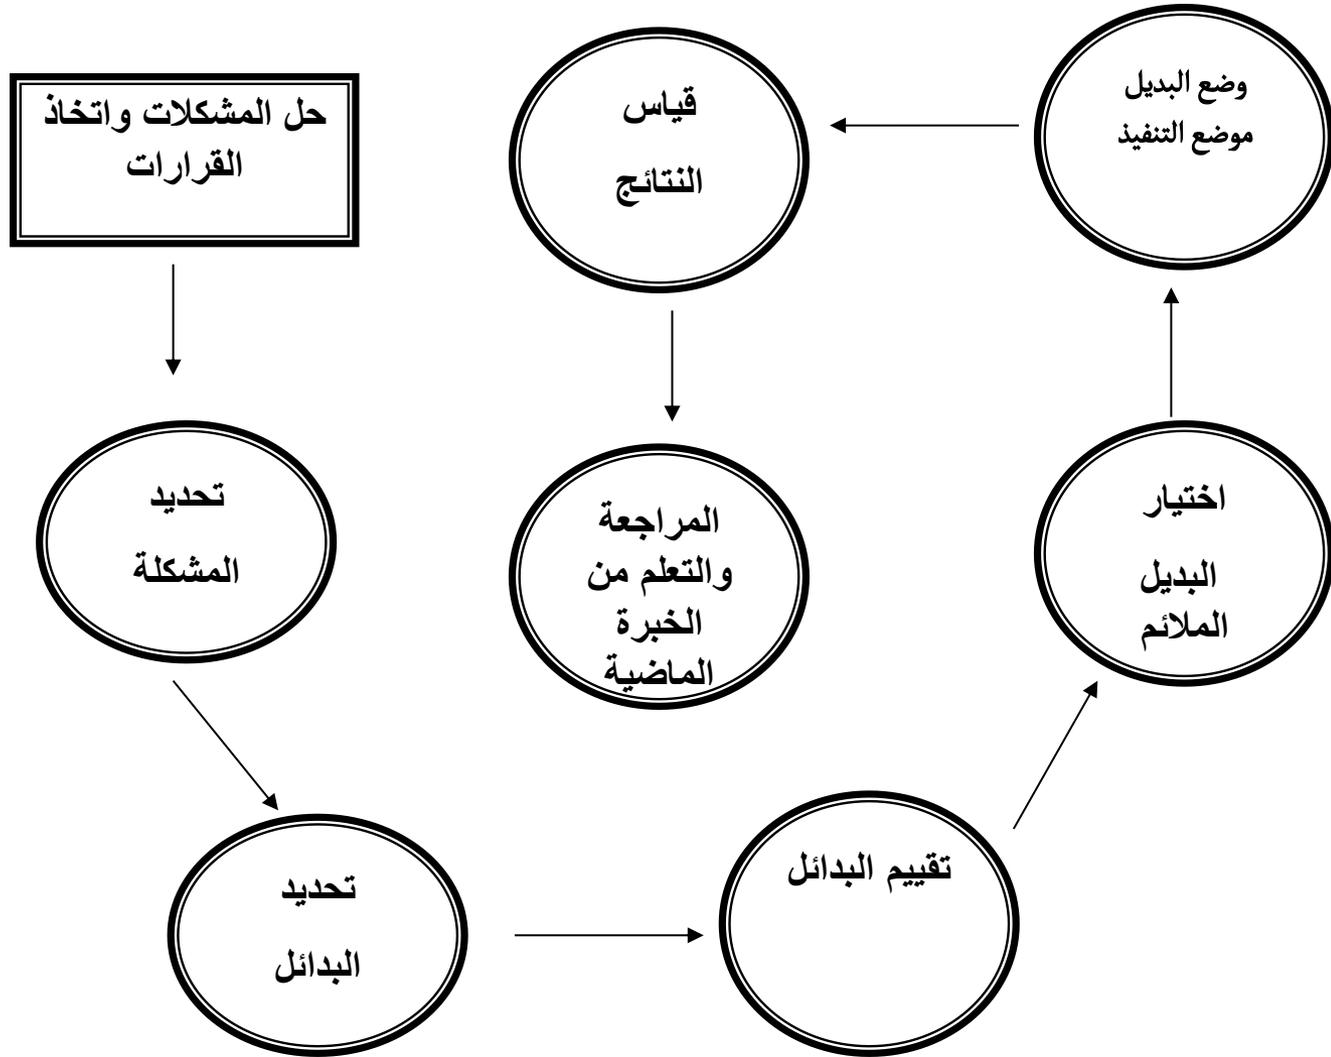 حل المشكلات واتخاذ
القرارات
تحديد
المشكلة
تحديد
البدائل
تقييم البدائل
اختيار
البديل
الملائم
وضع البديل
موضع التنفيذ
قياس
النتائج
المراجعة
والتعلم من
الخبرة
الماضية